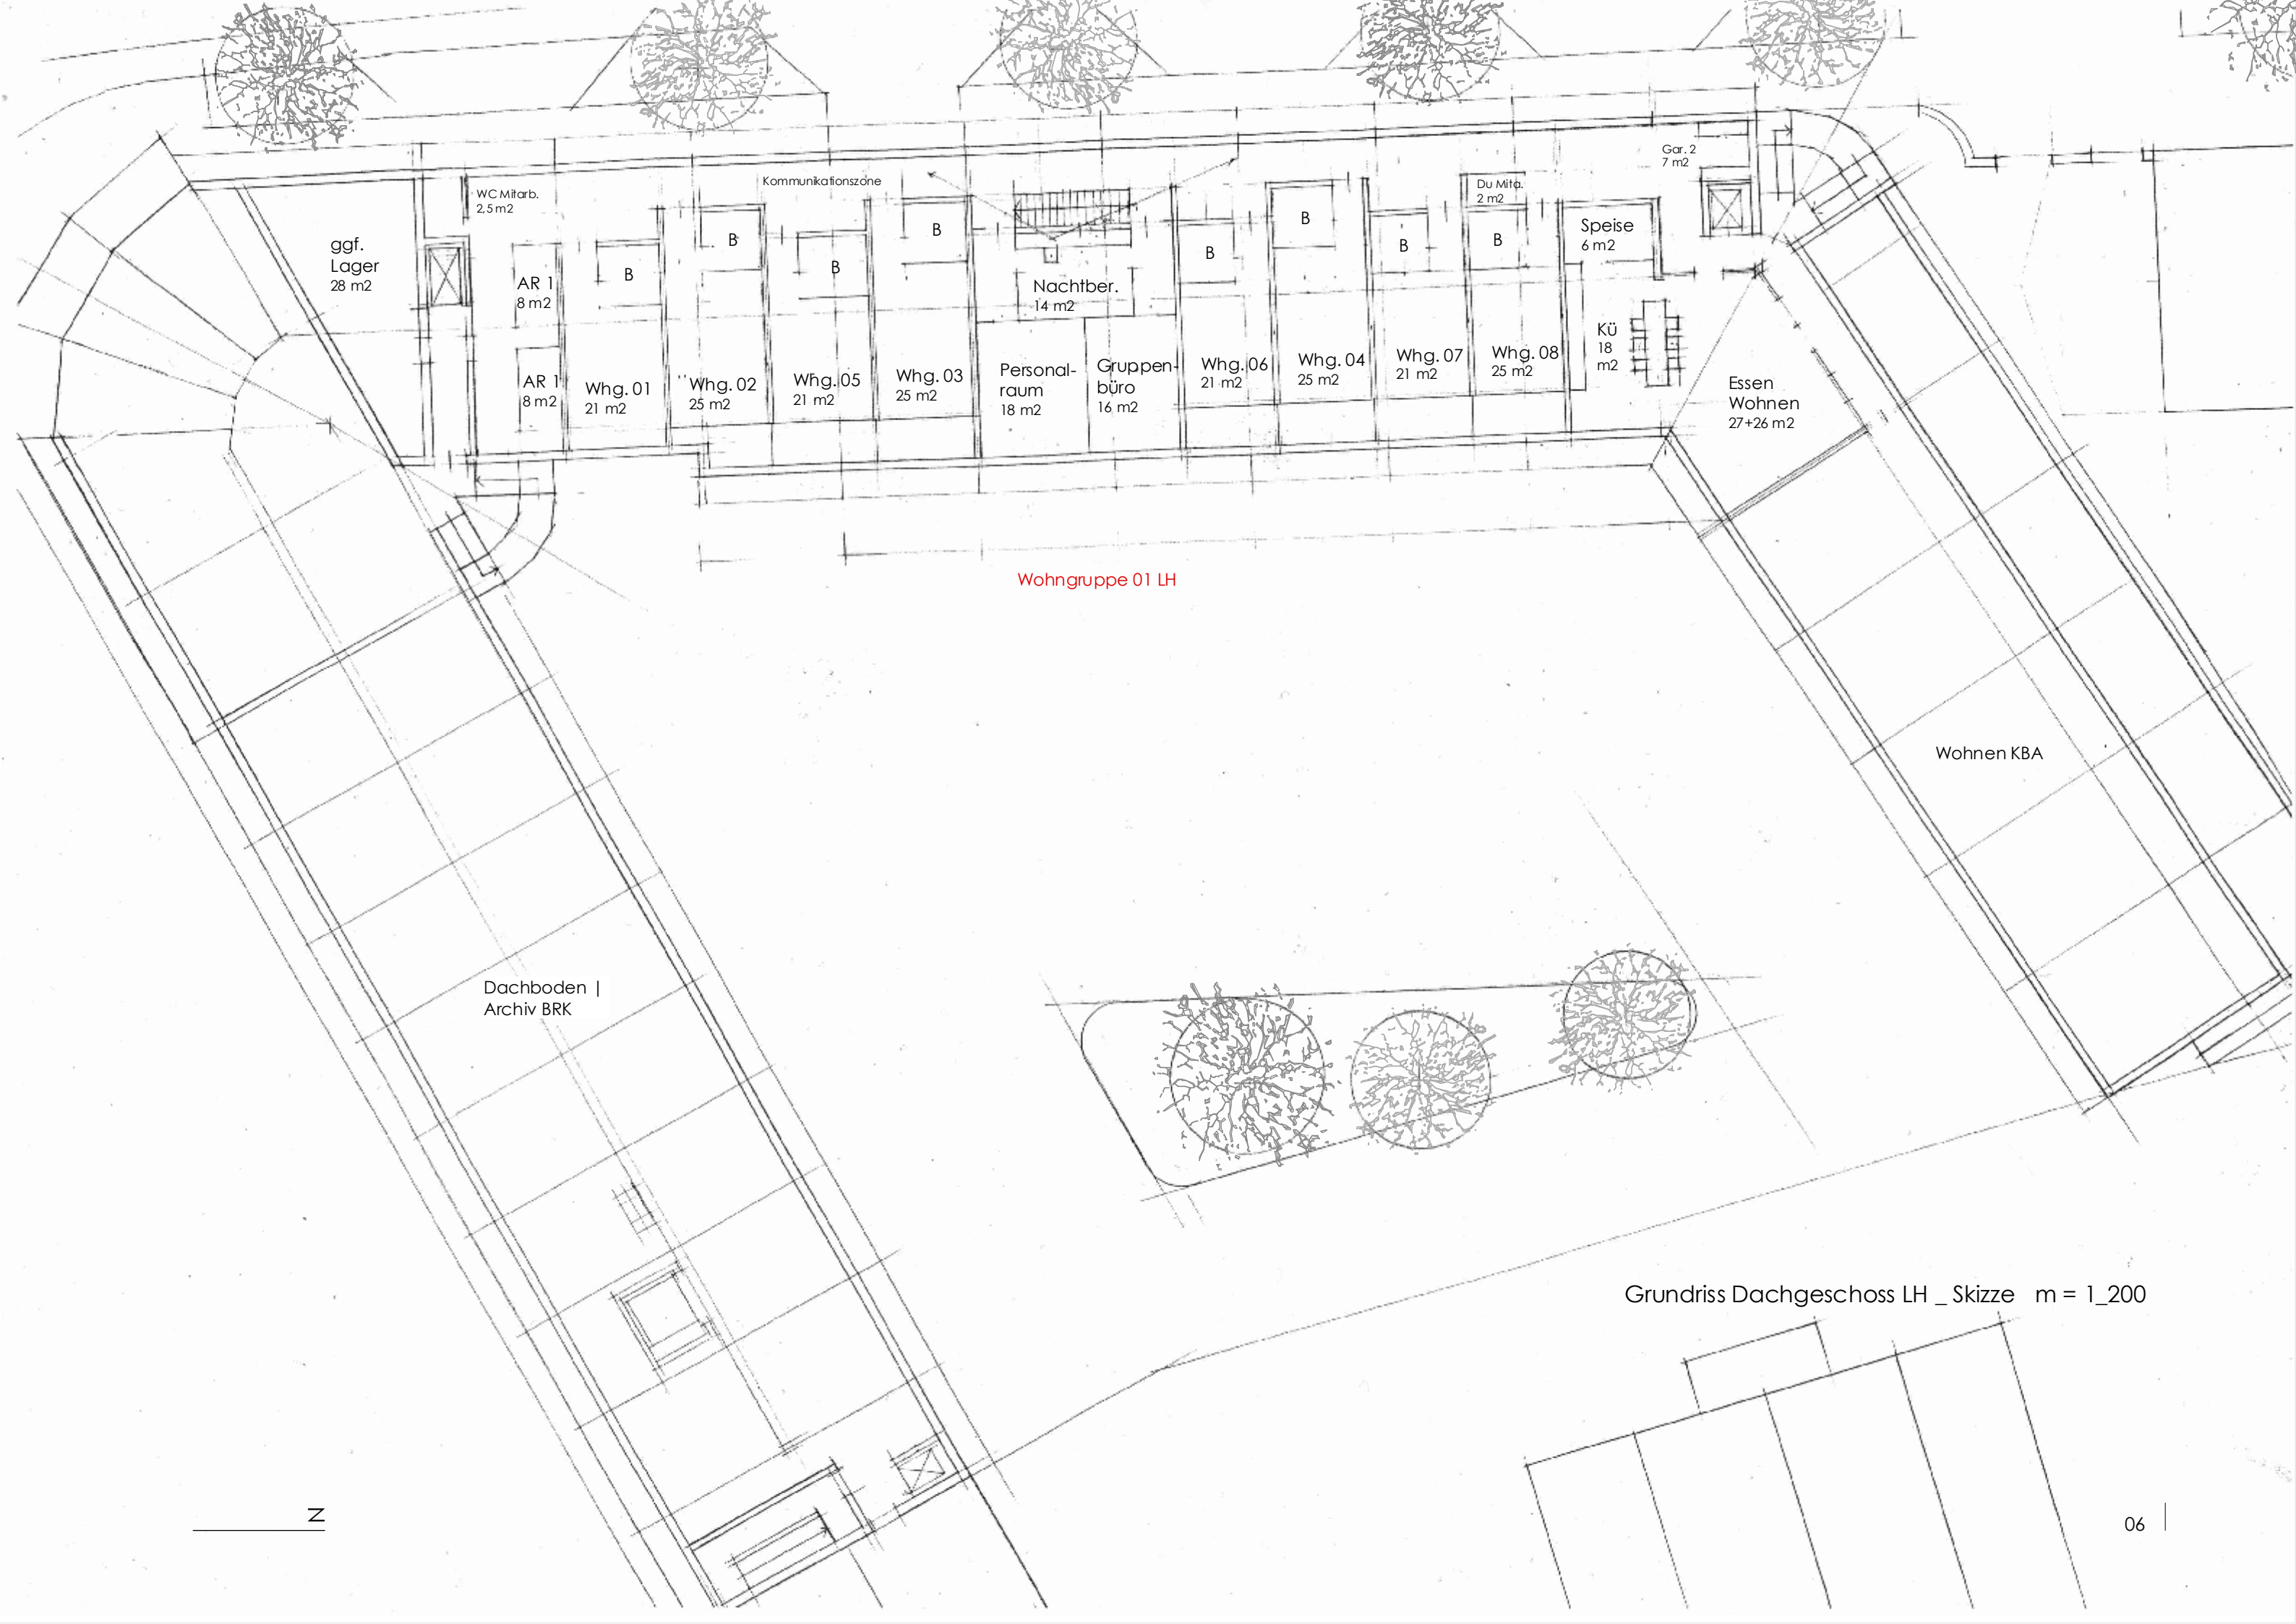 Gar. 2
7 m2
Kommunikationszone
WC Mitarb.
2,5 m2
Du Mita.
2 m2
ggf.
Lager
28 m2
AR 1
8 m2
B
B
B
B
Nachtber.
14 m2
B
B
B
B
Speise
6 m2
AR 1
8 m2
Whg. 01
21 m2
Whg. 02
25 m2
Whg. 05
21 m2
Whg. 03
25 m2
Personal-
raum
18 m2
Gruppen-
büro
16 m2
Whg. 06
21 m2
Whg. 04
25 m2
Whg. 07
21 m2
Whg. 08
25 m2
Kü
18
m2
Essen
Wohnen
27+26 m2
Wohngruppe 01 LH
Wohnen KBA
Dachboden |
Archiv BRK
Grundriss Dachgeschoss LH _ Skizze m = 1_200
N
06